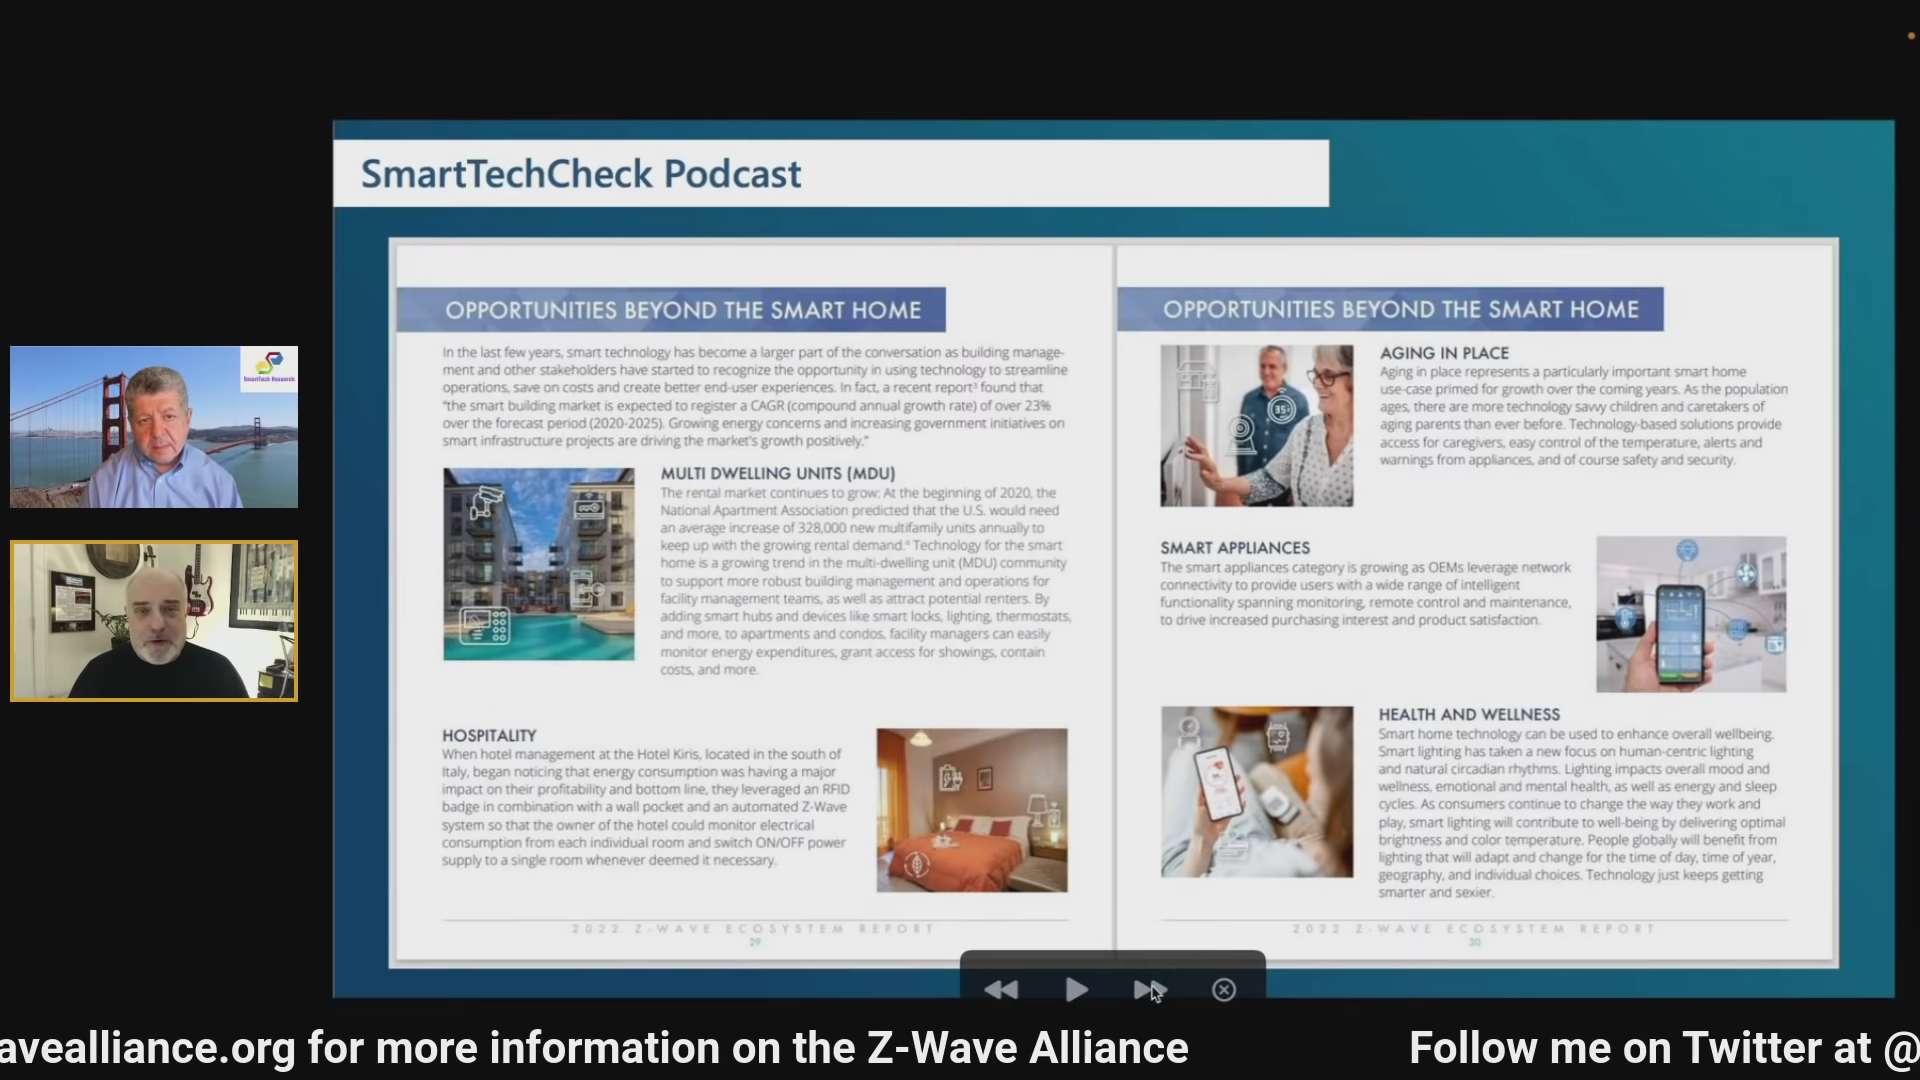 SmartTechCheck Podcast
SmartTech Research
OPPORTUNITIES BEYOND THE SMART HOME
In the last few years, smart technology has become a larger part of the conversation as building manage-
ment and other stakeholders have started to recognize the opportunity in using technology to streamline
operations, save on costs and create better end-user experiences. In fact, a recent report³ found that
“the smart building market is expected to register a CAGR (compound annual growth rate) of over 23%
over the forecast period (2020-2025). Growing energy concerns and increasing government initiatives on
smart infrastructure projects are driving the market's growth positively.”
MULTI DWELLING UNITS (MDU)
The rental market continues to grow: At the beginning of 2020, the
National Apartment Association predicted that the U.S. would need
an average increase of 328,000 new multifamily units annually to
keep up with the growing rental demand.⁴ Technology for the smart
home is a growing trend in the multi-dwelling unit (MDU) community
to support more robust building management and operations for
facility management teams, as well as attract potential renters. By
adding smart hubs and devices like smart locks, lighting, thermostats,
and more, to apartments and condos, facility managers can easily
monitor energy expenditures, grant access for showings, contain
costs, and more.
HOSPITALITY
When hotel management at the Hotel Kiris, located in the south of
Italy, began noticing that energy consumption was having a major
impact on their profitability and bottom line, they leveraged an RFID
badge in combination with a wall pocket and an automated Z-Wave
system so that the owner of the hotel could monitor electrical
consumption from each individual room and switch ON/OFF power
supply to a single room whenever deemed it necessary.
2022 Z-WAVE ECOSYSTEM REPORT
29
OPPORTUNITIES BEYOND THE SMART HOME
AGING IN PLACE
Aging in place represents a particularly important smart home
use-case primed for growth over the coming years. As the population
ages, there are more technology savvy children and caretakers of
aging parents than ever before. Technology-based solutions provide
access for caregivers, easy control of the temperature, alerts and
warnings from appliances, and of course safety and security.
SMART APPLIANCES
The smart appliances category is growing as OEMs leverage network
connectivity to provide users with a wide range of intelligent
functionality spanning monitoring, remote control and maintenance,
to drive increased purchasing interest and product satisfaction.
HEALTH AND WELLNESS
Smart home technology can be used to enhance overall wellbeing.
Smart lighting has taken a new focus on human-centric lighting
and natural circadian rhythms. Lighting impacts overall mood and
wellness, emotional and mental health, as well as energy and sleep
cycles. As consumers continue to change the way they work and
play, smart lighting will contribute to well-being by delivering optimal
brightness and color temperature. People globally will benefit from
lighting that will adapt and change for the time of day, time of year,
geography, and individual choices. Technology just keeps getting
smarter and sexier.
2022 Z-WAVE ECOSYSTEM REPORT
30
avealliance.org for more information on the Z-Wave Alliance
Follow me on Twitter at @